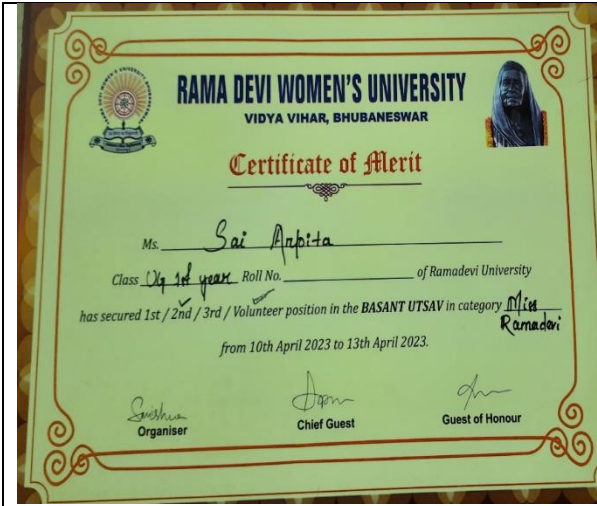 RAMA DEVI WOMEN'S UNIVERSITY
VIDYA VIHAR, BHUBANESWAR
Certificate of Merit
Ms. Sai Arpita
Class UG 1st year Roll No. of Ramadevi University
has secured 1st / 2nd / 3rd / Volunteer position in the BASANT UTSAV in category Miss
Ramadevi
from 10th April 2023 to 13th April 2023.
Organiser
Chief Guest
Guest of Honour